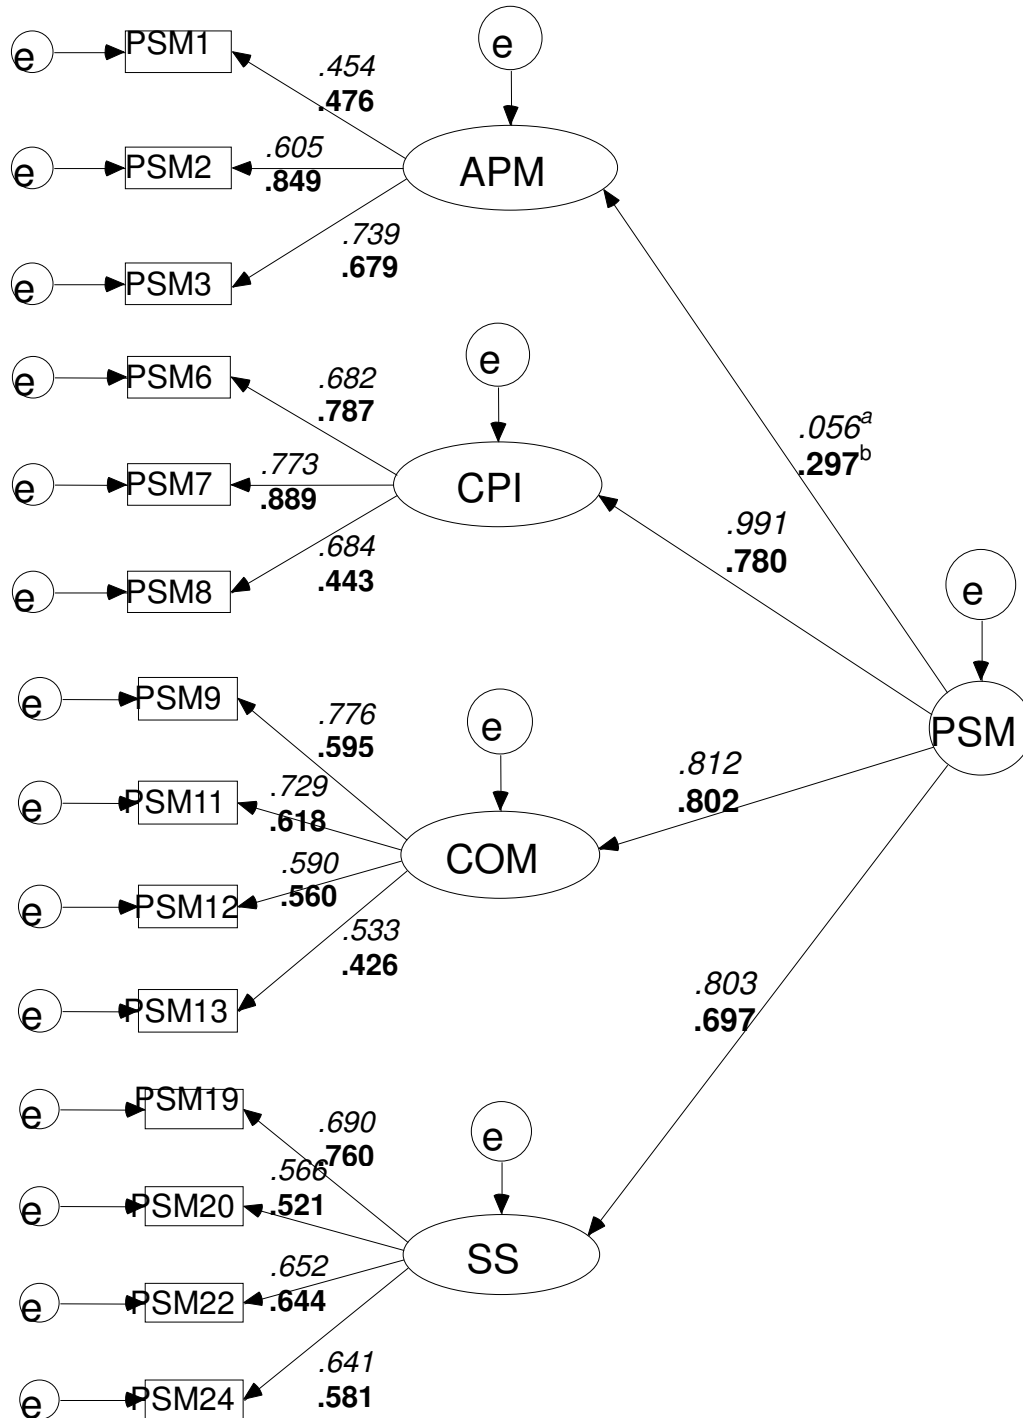 e
PSM1
.454
.476
e
e
PSM2
.605
.849
APM
.739
.679
e
PSM3
e
e
PSM6
.682
.787
.056a
.297b
e
PSM7
.773
.889
CPI
.991
.780
.684
.443
e
PSM8
e
e
PSM9
.776
.595
e
PSM
.812
.802
e
PSM11
.729
.618
COM
.590
.560
e
PSM12
.533
.426
.803
.697
e
PSM13
e
PSM19
.690
.760
e
.566
.521
e
PSM20
SS
.652
.644
e
PSM22
.641
.581
e
PSM24